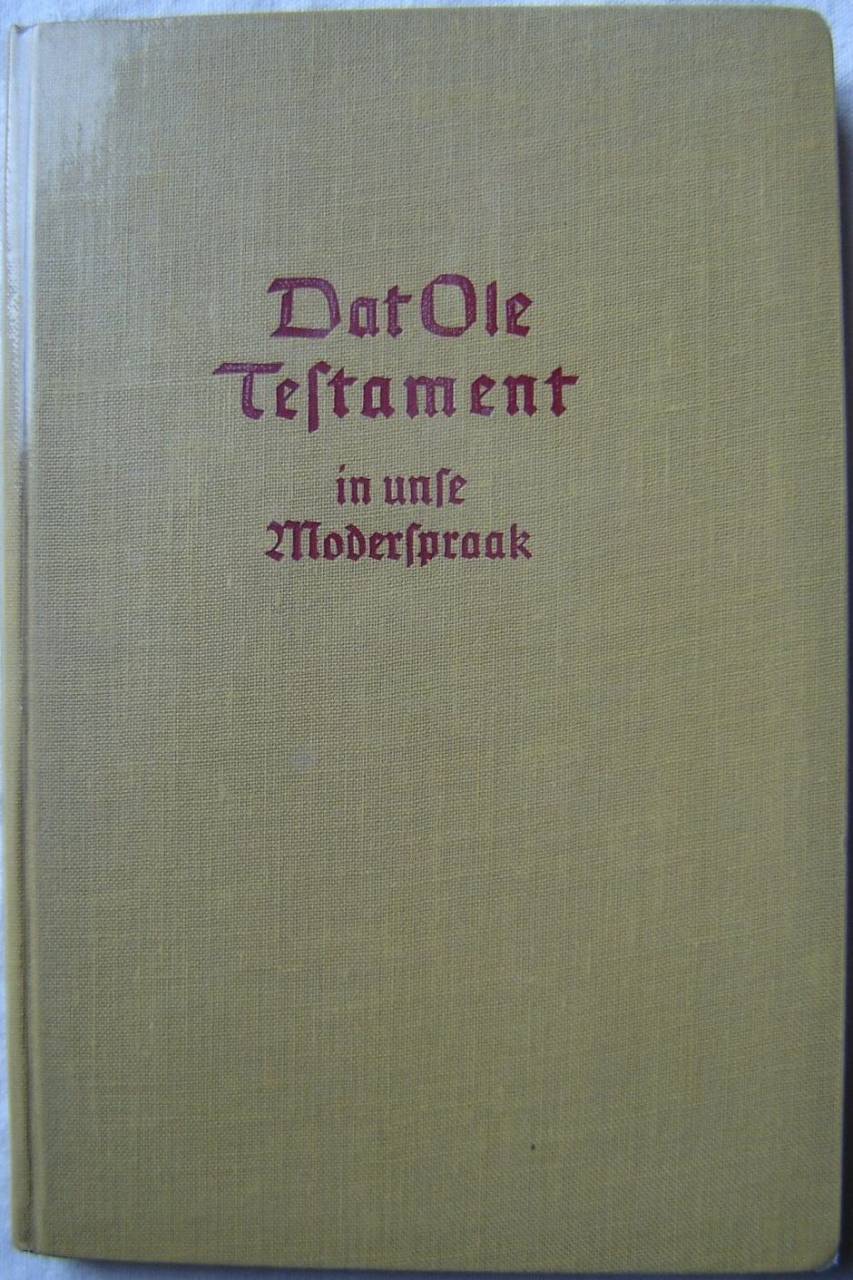 Dat Ole
Teſtament
in unſe
Moderſpraak